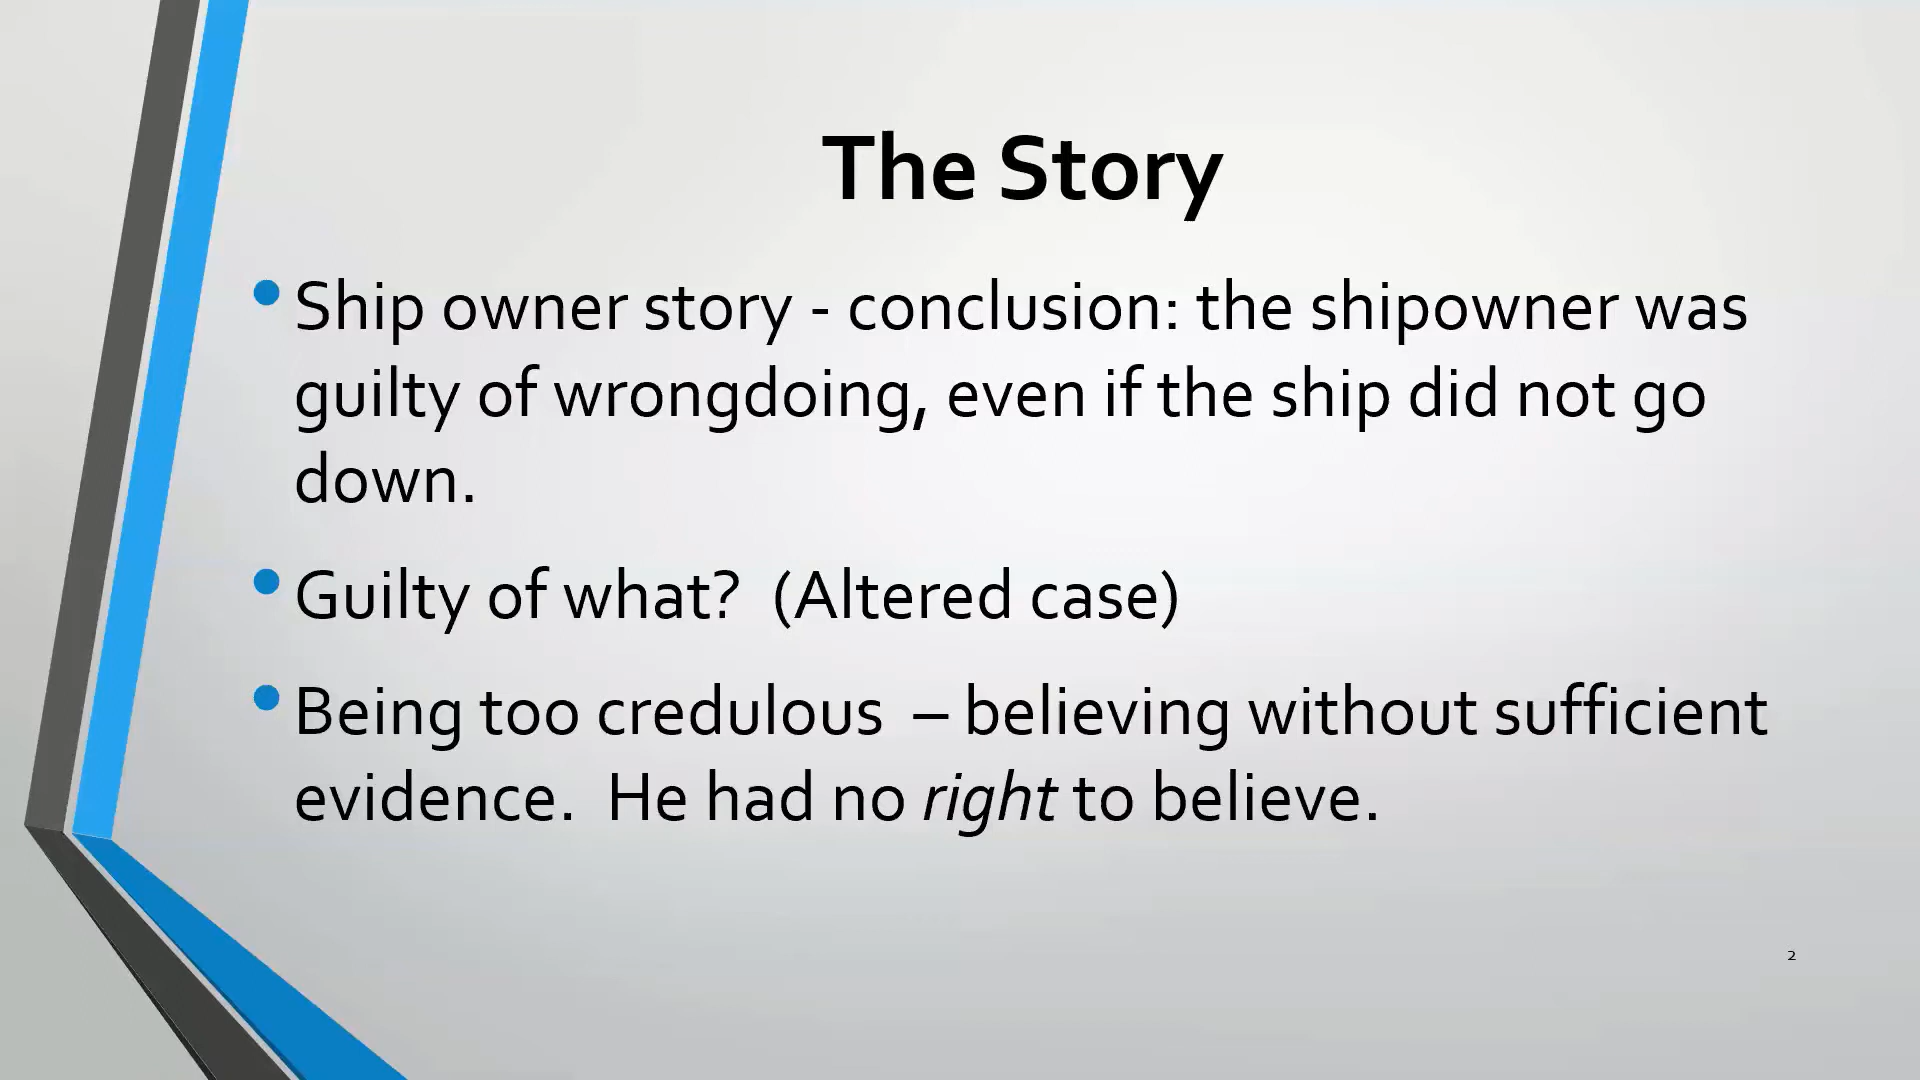 The Story
• Ship owner story - conclusion: the shipowner was
guilty of wrongdoing, even if the ship did not go
down.
• Guilty of what?  (Altered case)
• Being too credulous  – believing without sufficient
evidence.  He had no right to believe.
2